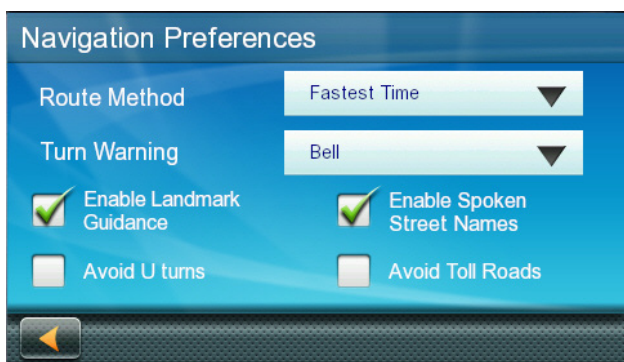 Navigation Preferences
Route Method
Fastest Time
Turn Warning
Bell
Enable Landmark
Guidance
Enable Spoken
Street Names
Avoid U turns
Avoid Toll Roads